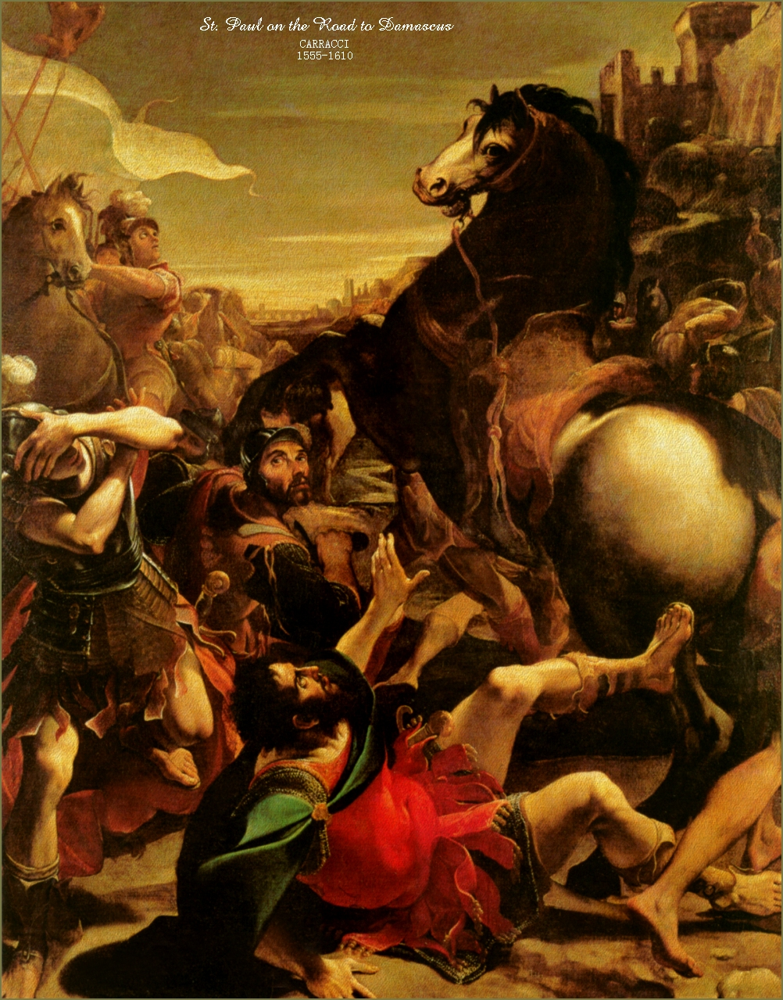 St. Paul on the Road to Damascus
CARRACCI
1555-1610